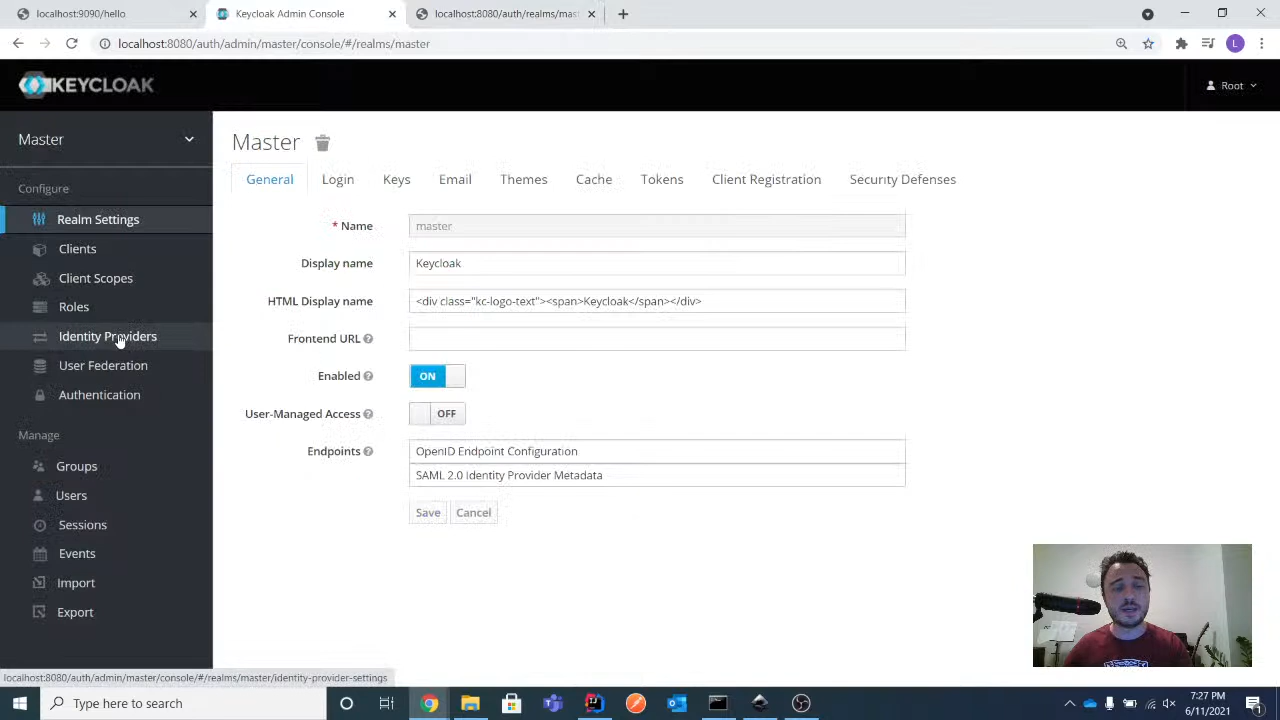 localhost:9090/hello
Keycloak Admin Console
localhost:8080/auth/realms/mast
localhost:8080/auth/admin/master/console/#/realms/master
L
KEYCLOAK
Root
Master
Configure
Realm Settings
Clients
Client Scopes
Roles
Identity Providers
User Federation
Authentication
Manage
Groups
Users
Sessions
Events
Import
Export
Master
General Login Keys Email Themes Cache Tokens Client Registration Security Defenses
* Name master
Display name Keycloak
HTML Display name <div class="kc-logo-text"><span>Keycloak</span></div>
Frontend URL
Enabled ON
User-Managed Access OFF
Endpoints OpenID Endpoint Configuration
SAML 2.0 Identity Provider Metadata
Save Cancel
localhost:8080/auth/admin/master/console/#/realms/master/identity-provider-settings
Type here to search
7:27 PM
6/11/2021